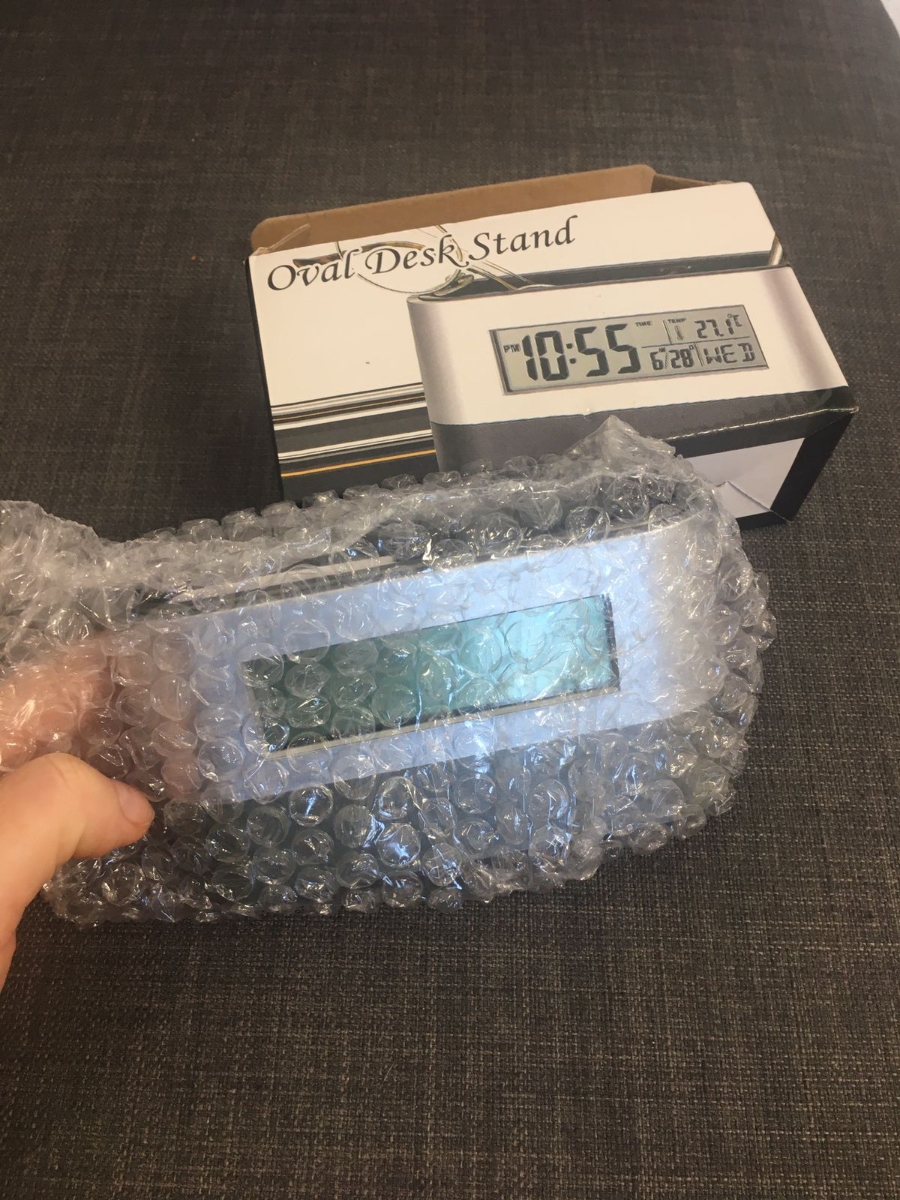 Oval Desk Stand
PM 10:55 TIME TEMP 27.1°C
6/28 WED